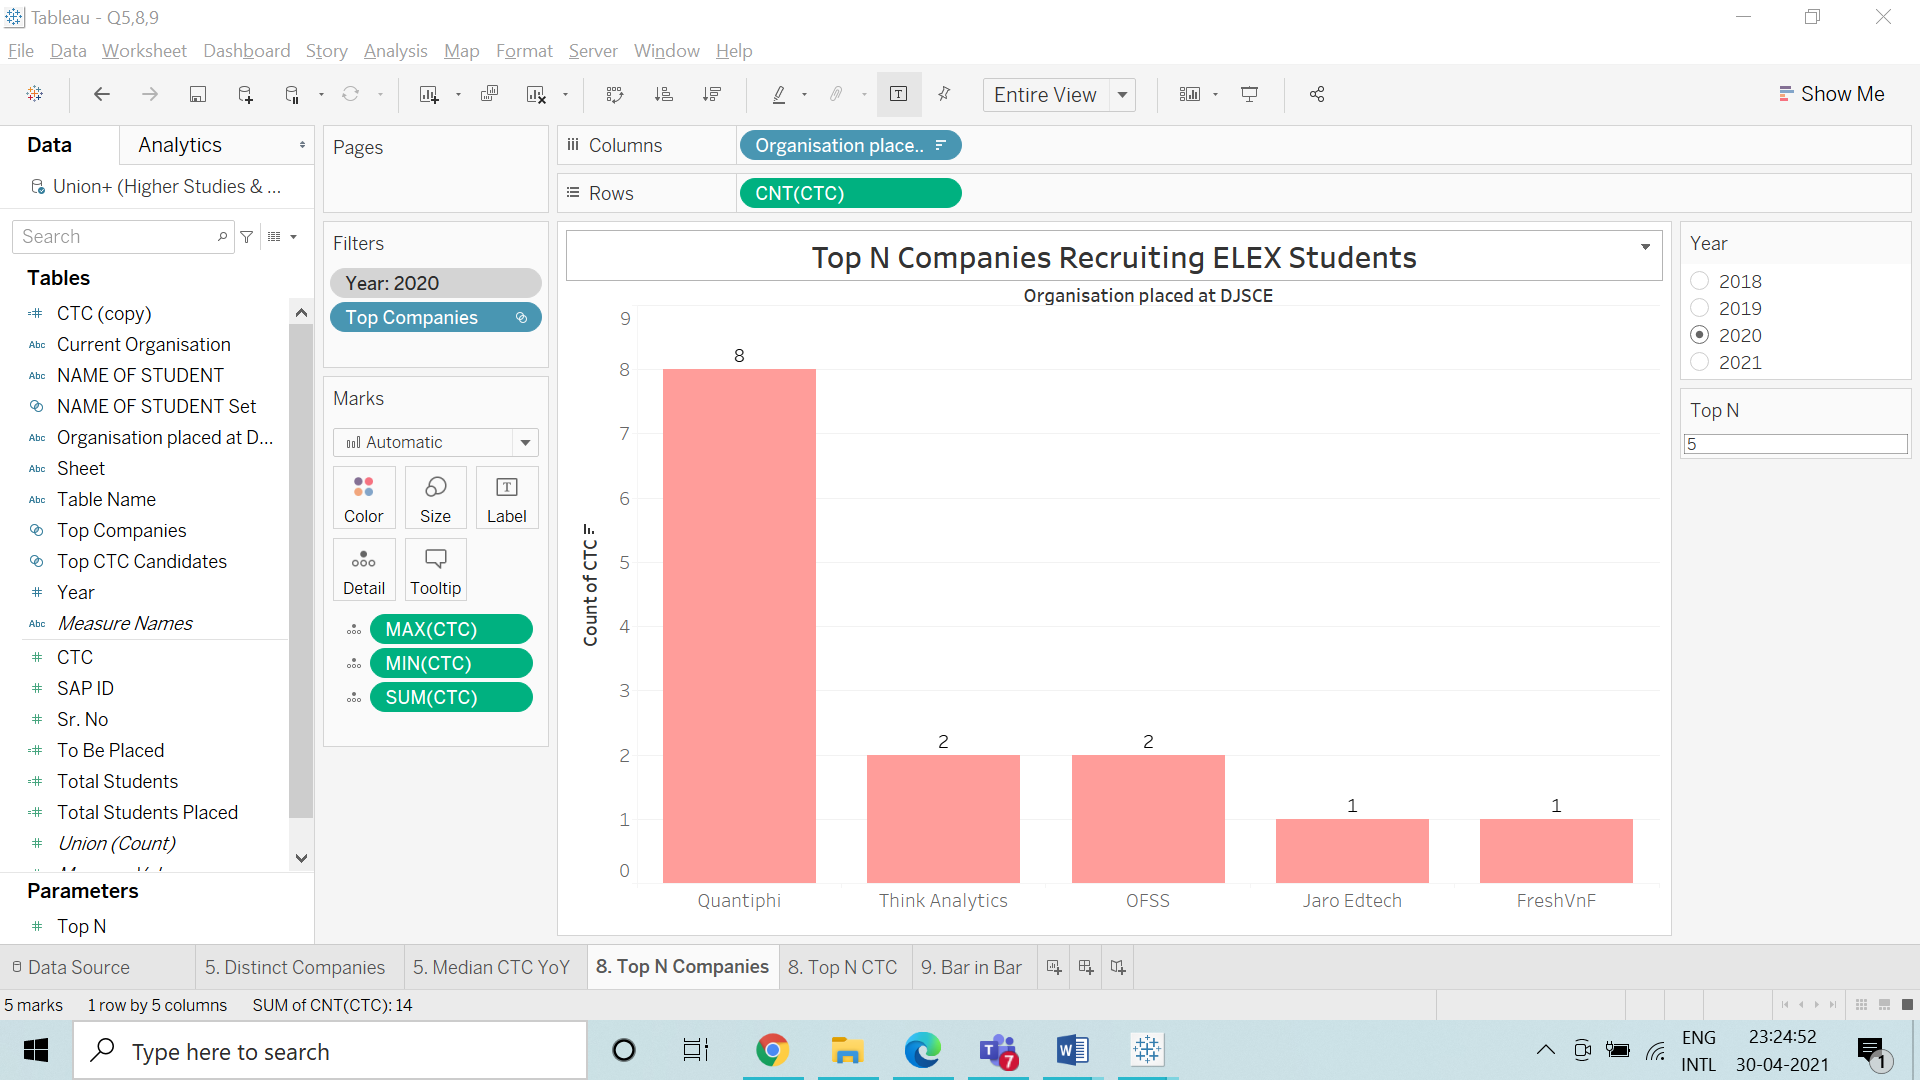 Tableau - Q5,8,9
File Data Worksheet Dashboard Story Analysis Map Format Server Window Help
Entire View
Show Me
Data Analytics
Union+ (Higher Studies & ...
Search
Tables
CTC (copy)
Abc Current Organisation
Abc NAME OF STUDENT
NAME OF STUDENT Set
Abc Organisation placed at D...
Abc Sheet
Abc Table Name
Top Companies
Top CTC Candidates
# Year
Abc Measure Names
# CTC
# SAP ID
# Sr. No
=# To Be Placed
=# Total Students
=# Total Students Placed
# Union (Count)
Parameters
# Top N
Pages
Filters
Year: 2020
Top Companies
Marks
Automatic
Color Size Label
Detail Tooltip
MAX(CTC)
MIN(CTC)
SUM(CTC)
Columns Organisation place..
Rows CNT(CTC)
Top N Companies Recruiting ELEX Students
Organisation placed at DJSCE
Count of CTC
9
8
7
6
5
4
3
2
1
0
8
2
2
1
1
Quantiphi Think Analytics OFSS Jaro Edtech FreshVnF
Year
2018
2019
2020
2021
Top N
5
Data Source 5. Distinct Companies 5. Median CTC YoY 8. Top N Companies 8. Top N CTC 9. Bar in Bar
5 marks 1 row by 5 columns SUM of CNT(CTC): 14
Type here to search
7
ENG
INTL
23:24:52
30-04-2021
1